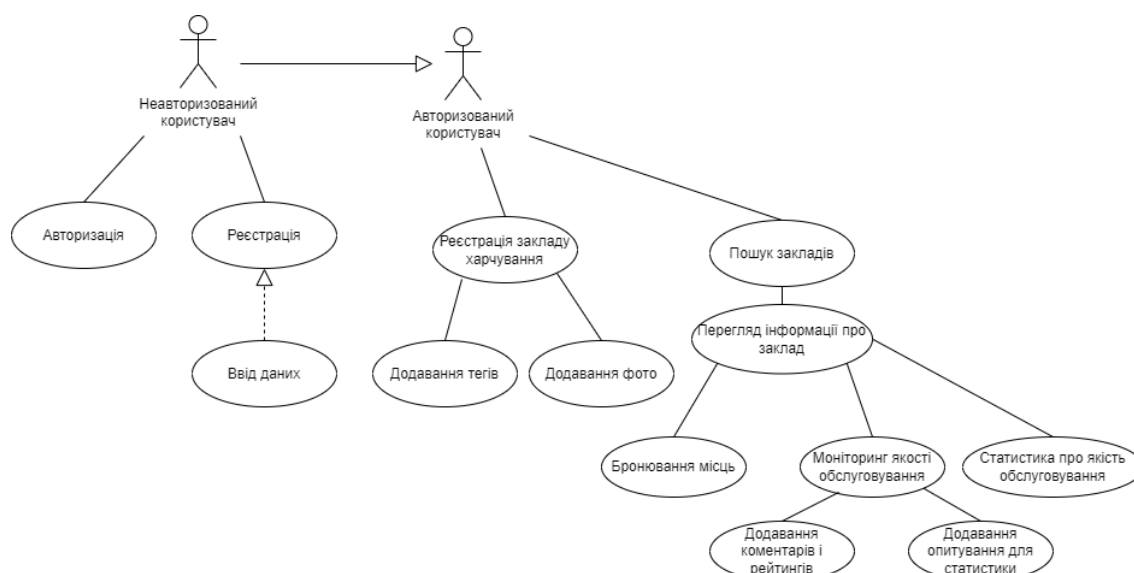 Неавторизований
користувач
Авторизований
користувач
Авторизація
Реєстрація
Реєстрація закладу
харчування
Пошук закладів
Перегляд інформації про
заклад
Ввід даних
Додавання тегів
Додавання фото
Бронювання місць
Моніторинг якості
обслуговування
Статистика про якість
обслуговування
Додавання
коментарів і
рейтингів
Додавання
опитування для
статистики